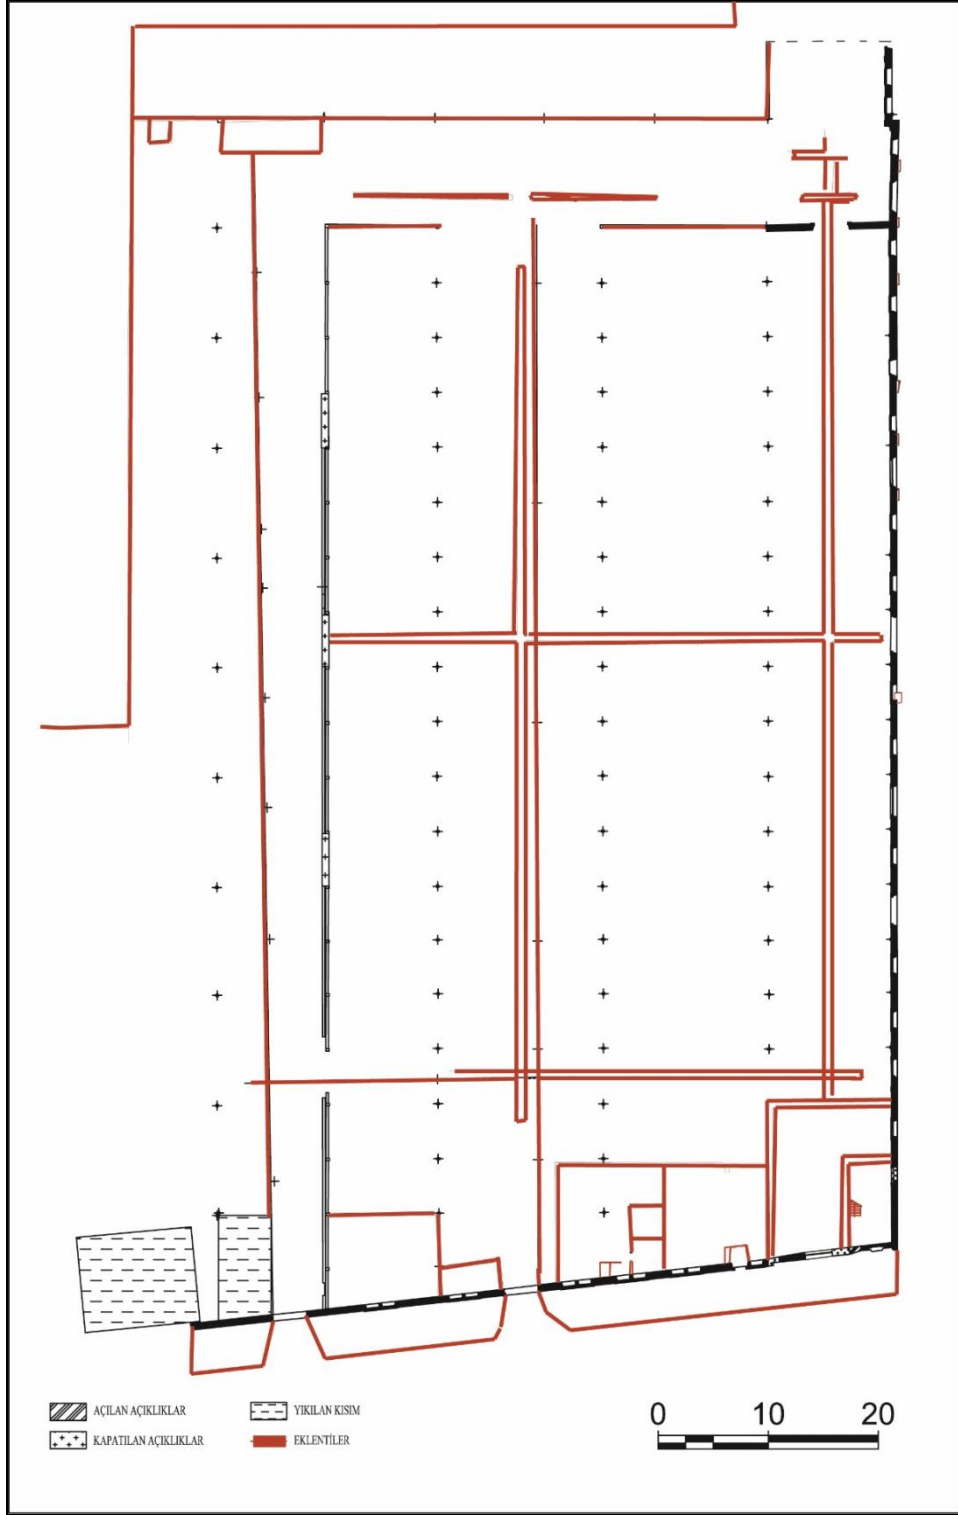 AÇILAN AÇIKLIKLAR
KAPATILAN AÇIKLIKLAR
YIKILAN KISIM
EKLENTİLER
0 10 20